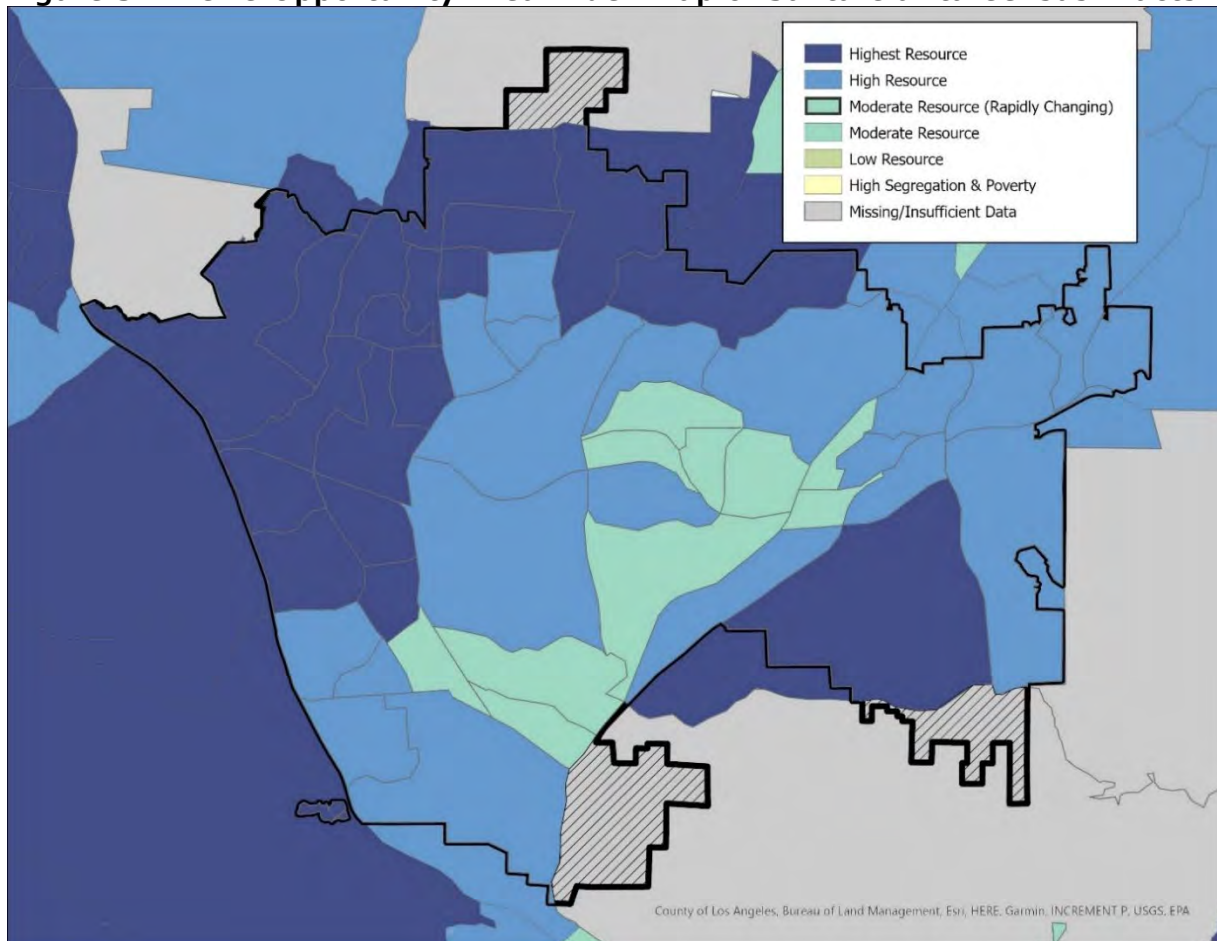 Highest Resource
High Resource
Moderate Resource (Rapidly Changing)
Moderate Resource
Low Resource
High Segregation & Poverty
Missing/Insufficient Data
County of Los Angeles, Bureau of Land Management, Esri, HERE, Garmin, INCREMENT P, USGS, EPA